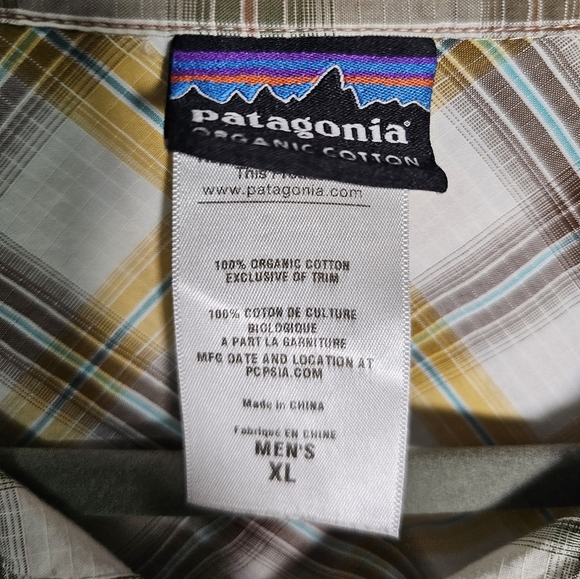 patagonia®
ORGANIC COTTON
www.patagonia.com
100% ORGANIC COTTON
EXCLUSIVE OF TRIM
100% COTON DE CULTURE
BIOLOGIQUE
A PART LA GARNITURE
MFG DATE AND LOCATION AT
PCPSIA.COM
Made in CHINA
Fabriqué EN CHINE
MEN'S
XL